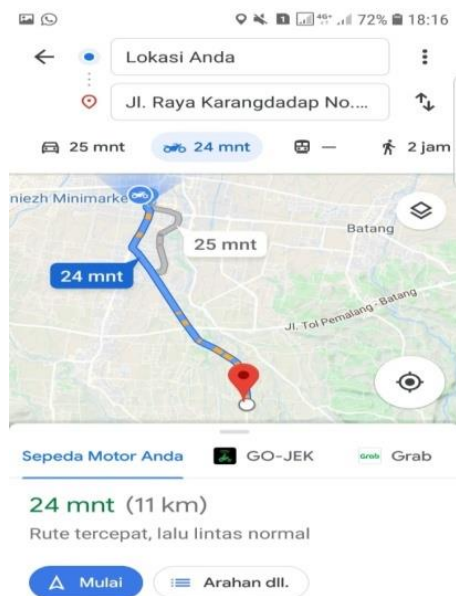 72% 18:16
Lokasi Anda
Jl. Raya Karangdadap No....
25 mnt
24 mnt
—
2 jam
niezh Minimarke
Batang
25 mnt
24 mnt
Jl. Tol Pemalang - Batang
Sepeda Motor Anda
GO-JEK
Grab
Grab
24 mnt (11 km)
Rute tercepat, lalu lintas normal
Mulai
Arahan dll.